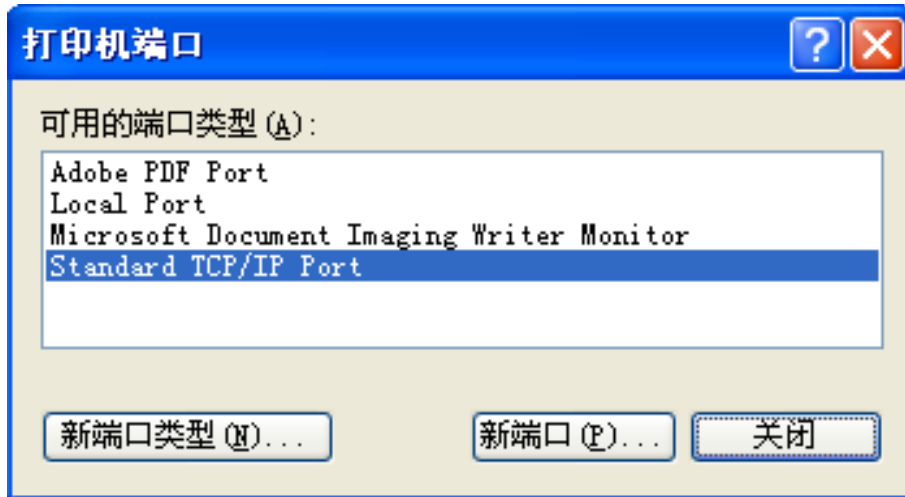 打印机端口
可用的端口类型(A):
Adobe PDF Port
Local Port
Microsoft Document Imaging Writer Monitor
Standard TCP/IP Port
新端口类型(N)... 新端口(P)... 关闭